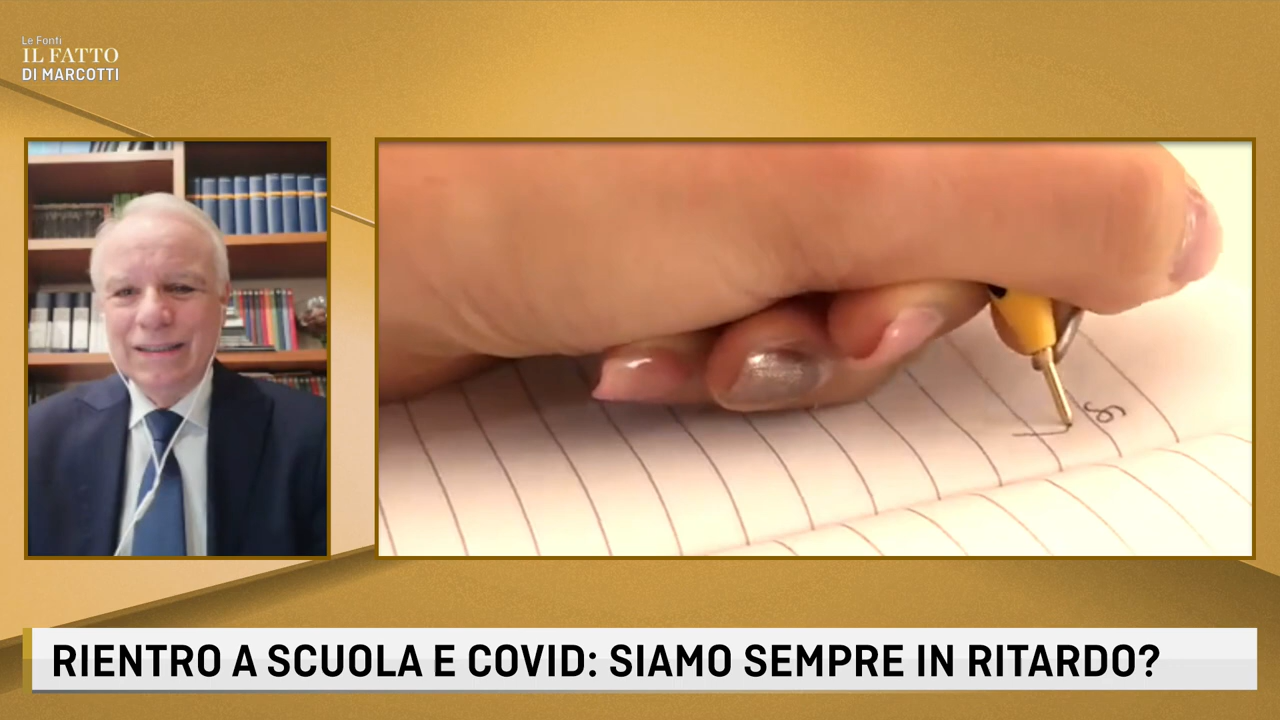 Le Fonti
IL FATTO
DI MARCOTTI
RIENTRO A SCUOLA E COVID: SIAMO SEMPRE IN RITARDO?